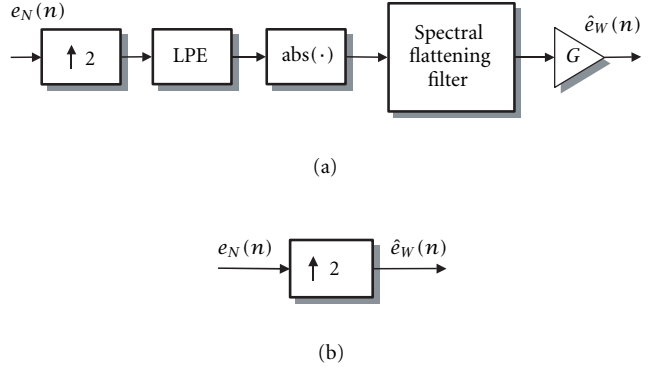 e_N(n)
↑ 2
LPE
abs(·)
Spectral
flattening
filter
G
ê_W(n)
(a)
e_N(n)
↑ 2
ê_W(n)
(b)